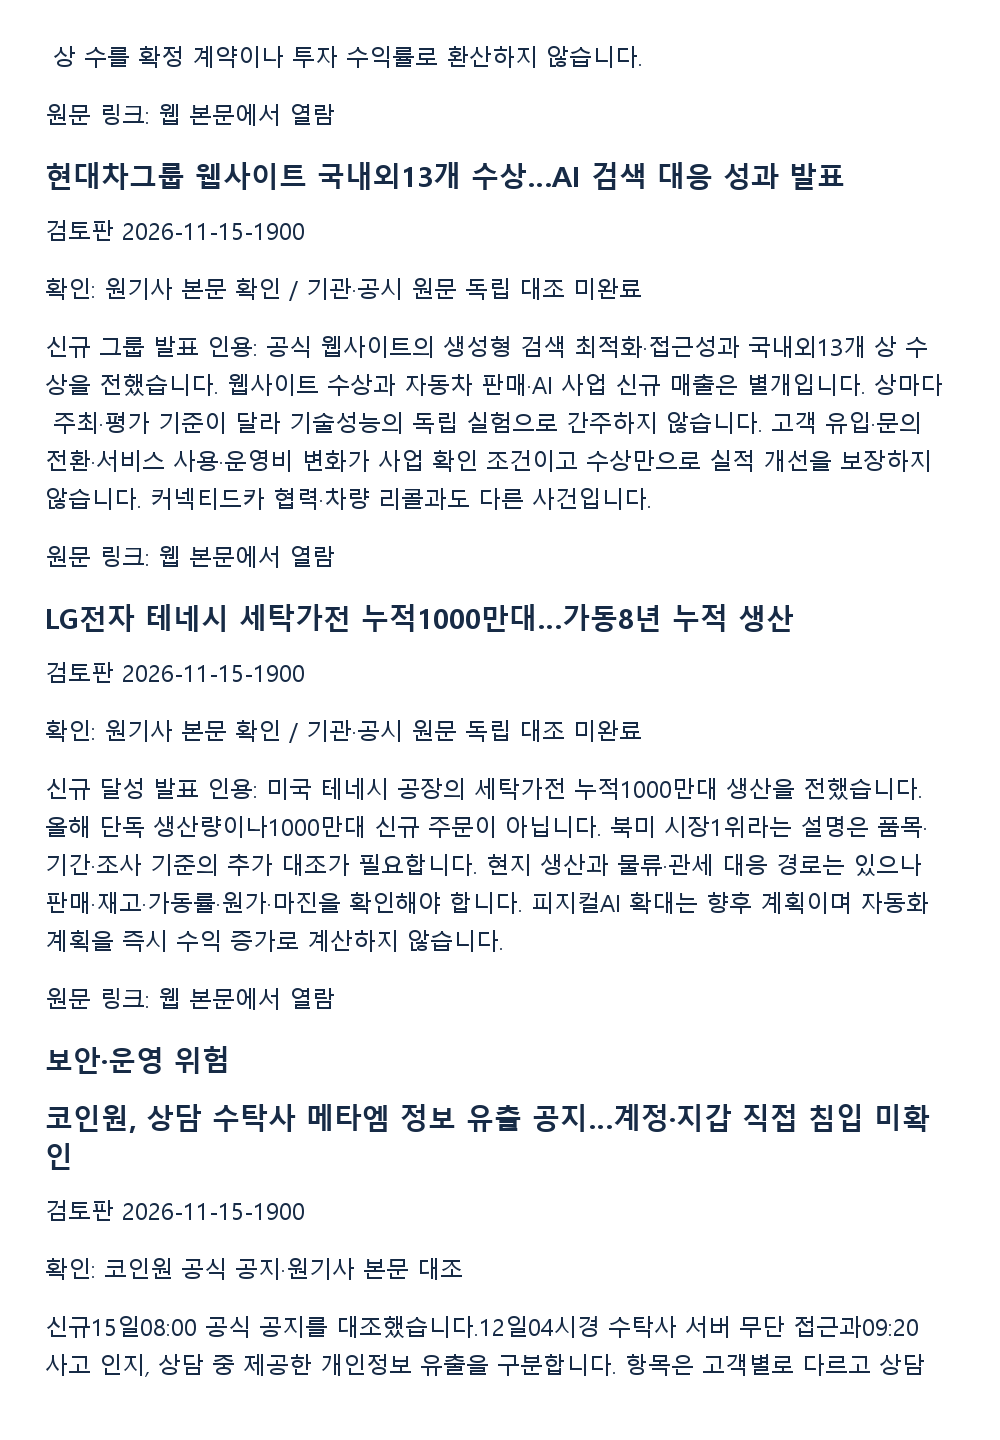 상 수를 확정 계약이나 투자 수익률로 환산하지 않습니다.
원문 링크: 웹 본문에서 열람
현대차그룹 웹사이트 국내외13개 수상...AI 검색 대응 성과 발표
검토판 2026-11-15-1900
확인: 원기사 본문 확인 / 기관·공시 원문 독립 대조 미완료
신규 그룹 발표 인용: 공식 웹사이트의 생성형 검색 최적화·접근성과 국내외13개 상 수
상을 전했습니다. 웹사이트 수상과 자동차 판매·AI 사업 신규 매출은 별개입니다. 상마다
주최·평가 기준이 달라 기술성능의 독립 실험으로 간주하지 않습니다. 고객 유입·문의
전환·서비스 사용·운영비 변화가 사업 확인 조건이고 수상만으로 실적 개선을 보장하지
않습니다. 커넥티드카 협력·차량 리콜과도 다른 사건입니다.
원문 링크: 웹 본문에서 열람
LG전자 테네시 세탁가전 누적1000만대...가동8년 누적 생산
검토판 2026-11-15-1900
확인: 원기사 본문 확인 / 기관·공시 원문 독립 대조 미완료
신규 달성 발표 인용: 미국 테네시 공장의 세탁가전 누적1000만대 생산을 전했습니다.
올해 단독 생산량이나1000만대 신규 주문이 아닙니다. 북미 시장1위라는 설명은 품목·
기간·조사 기준의 추가 대조가 필요합니다. 현지 생산과 물류·관세 대응 경로는 있으나
판매·재고·가동률·원가·마진을 확인해야 합니다. 피지컬AI 확대는 향후 계획이며 자동화
계획을 즉시 수익 증가로 계산하지 않습니다.
원문 링크: 웹 본문에서 열람
보안·운영 위험
코인원, 상담 수탁사 메타엠 정보 유출 공지...계정·지갑 직접 침입 미확
인
검토판 2026-11-15-1900
확인: 코인원 공식 공지·원기사 본문 대조
신규15일08:00 공식 공지를 대조했습니다.12일04시경 수탁사 서버 무단 접근과09:20
사고 인지, 상담 중 제공한 개인정보 유출을 구분합니다. 항목은 고객별로 다르고 상담